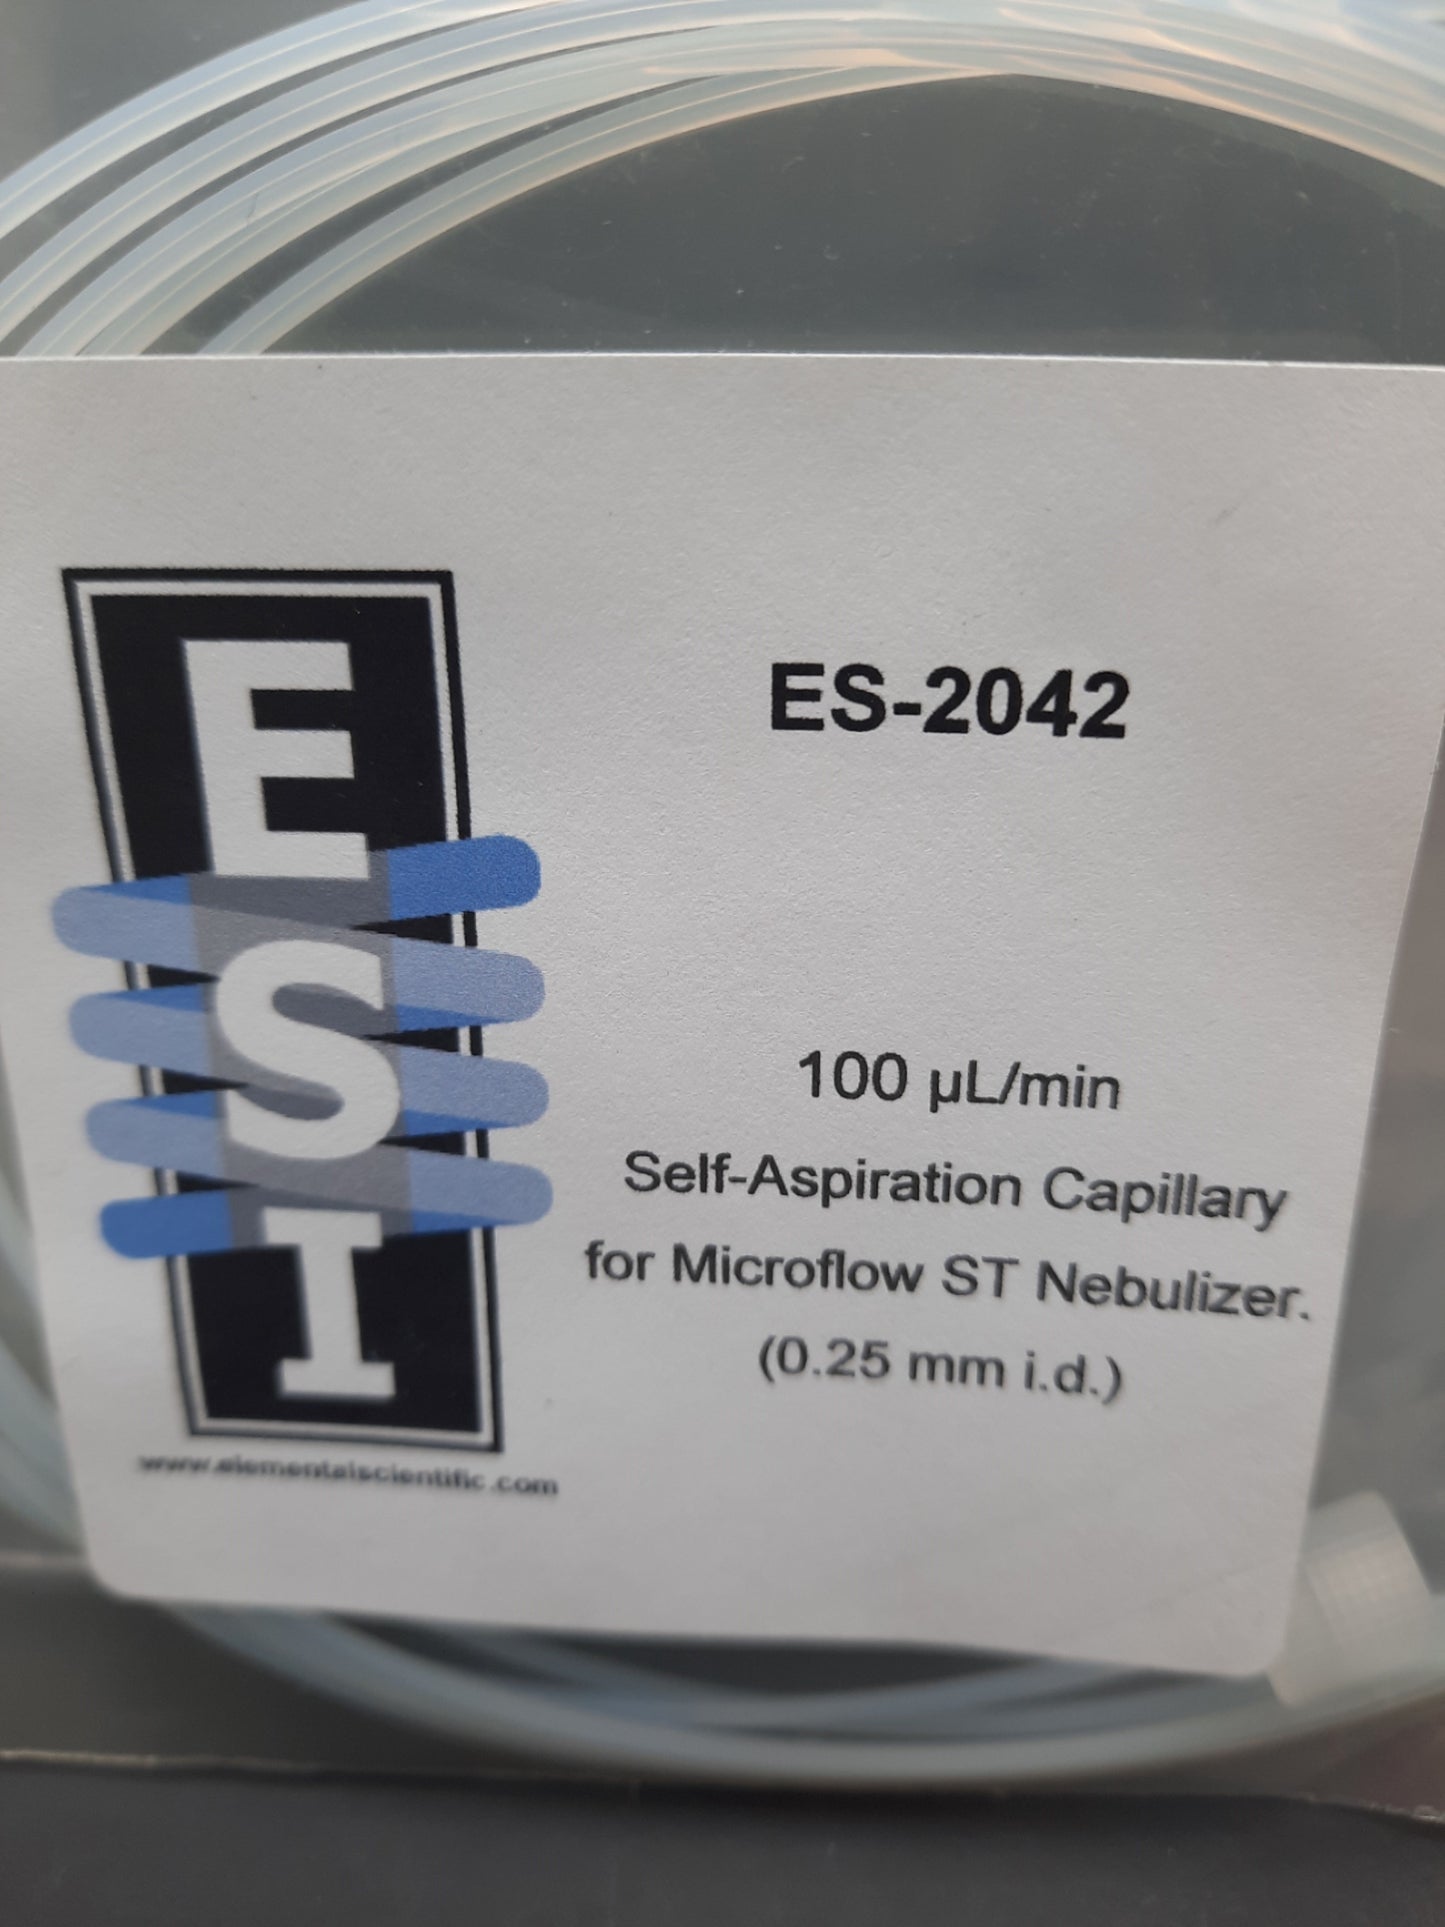 ESI
www.elementalscientific.com
ES-2042
100 µL/min
Self-Aspiration Capillary
for Microflow ST Nebulizer.
(0.25 mm i.d.)